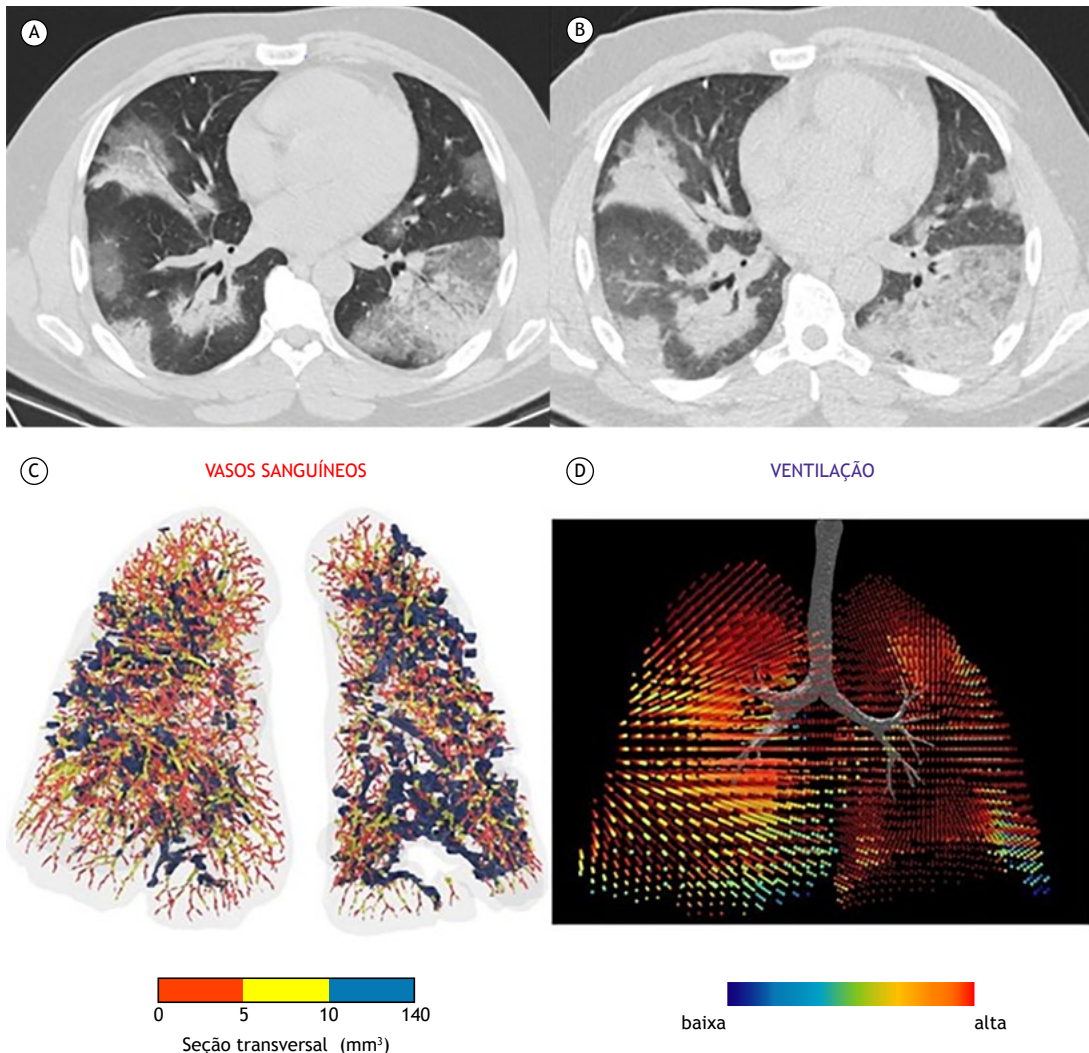 A
B
C
VASOS SANGUÍNEOS
D
VENTILAÇÃO
0
5
10
140
Seção transversal (mm³)
baixa
alta